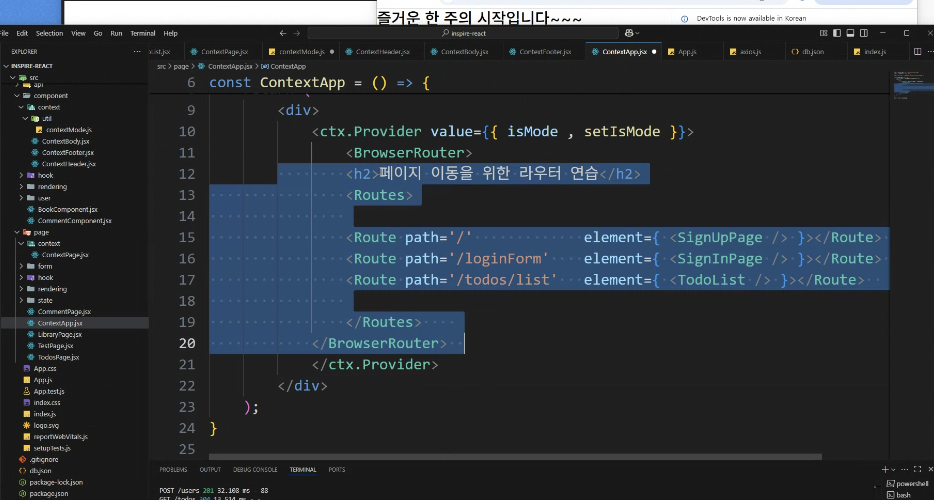 즐거운 한 주의 시작입니다~~~
DevTools is now available in Korean
File Edit Selection View Go Run Terminal Help
inspire-react
EXPLORER
ist.jsx ContextPage.jsx contextMode.js ContextHeader.jsx ContextBody.jsx ContextFooter.jsx ContextApp.jsx App.js axios.js db.json index.js
src > page > ContextApp.jsx > ContextApp
INSPIRE-REACT
src
api
component
context
util
contextMode.js
ContextBody.jsx
ContextFooter.jsx
ContextHeader.jsx
hook
rendering
user
BookComponent.jsx
CommentComponent.jsx
page
context
ContextPage.jsx
form
hook
rendering
state
CommentPage.jsx
ContextApp.jsx
LibraryPage.jsx
TestPage.jsx
TodosPage.jsx
App.css
App.js
App.test.js
index.css
index.js
logo.svg
reportWebVitals.js
setupTests.js
.gitignore
db.json
package-lock.json
package.json
6 const ContextApp = () => {
9 <div>
10 <ctx.Provider value={{ isMode , setIsMode }}>
11 <BrowserRouter>
12 <h2>페이지 이동을 위한 라우터 연습</h2>
13 <Routes>
14
15 <Route path='/' element={ <SignUpPage /> }></Route>
16 <Route path='/loginForm' element={ <SignInPage /> }></Route>
17 <Route path='/todos/list' element={ <TodoList /> }></Route>
18
19 </Routes>
20 </BrowserRouter>
21 </ctx.Provider>
22 </div>
23 );
24 }
25
PROBLEMS OUTPUT DEBUG CONSOLE TERMINAL PORTS
POST /users 201 32.108 ms - 88
powershell
bash